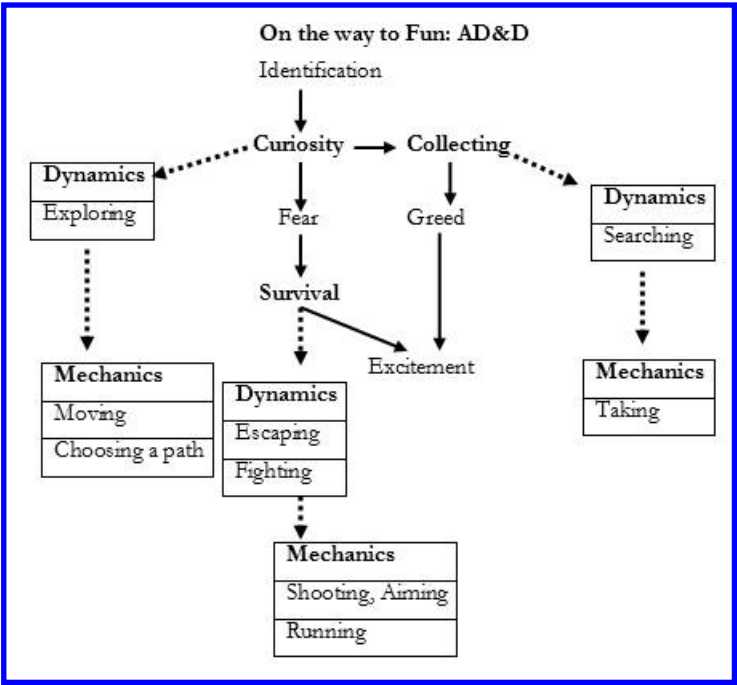 On the way to Fun: AD&D
Identification
Curiosity
Collecting
Dynamics
Exploring
Fear
Greed
Dynamics
Searching
Survival
Excitement
Mechanics
Moving
Choosing a path
Dynamics
Escaping
Fighting
Mechanics
Taking
Mechanics
Shooting, Aiming
Running